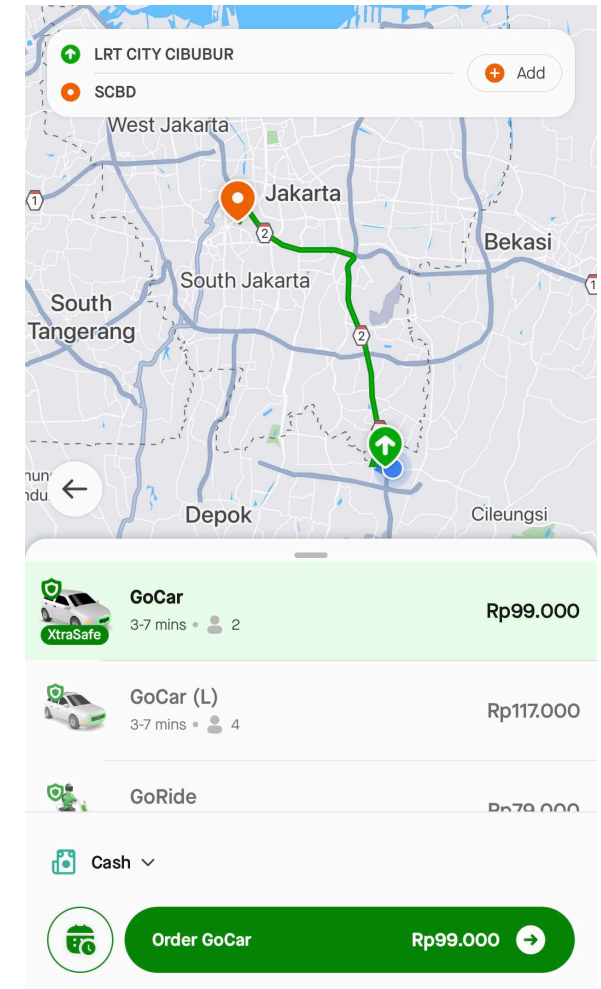 LRT CITY CIBUBUR
Add
SCBD
West Jakarta
1
Jakarta
2
Bekasi
South Jakarta
1
South
Tangerang
2
Depok
Cileungsi
GoCar
Rp99.000
3-7 mins • 2
XtraSafe
GoCar (L)
Rp117.000
3-7 mins • 4
GoRide
Rp79.000
Cash
Order GoCar
Rp99.000